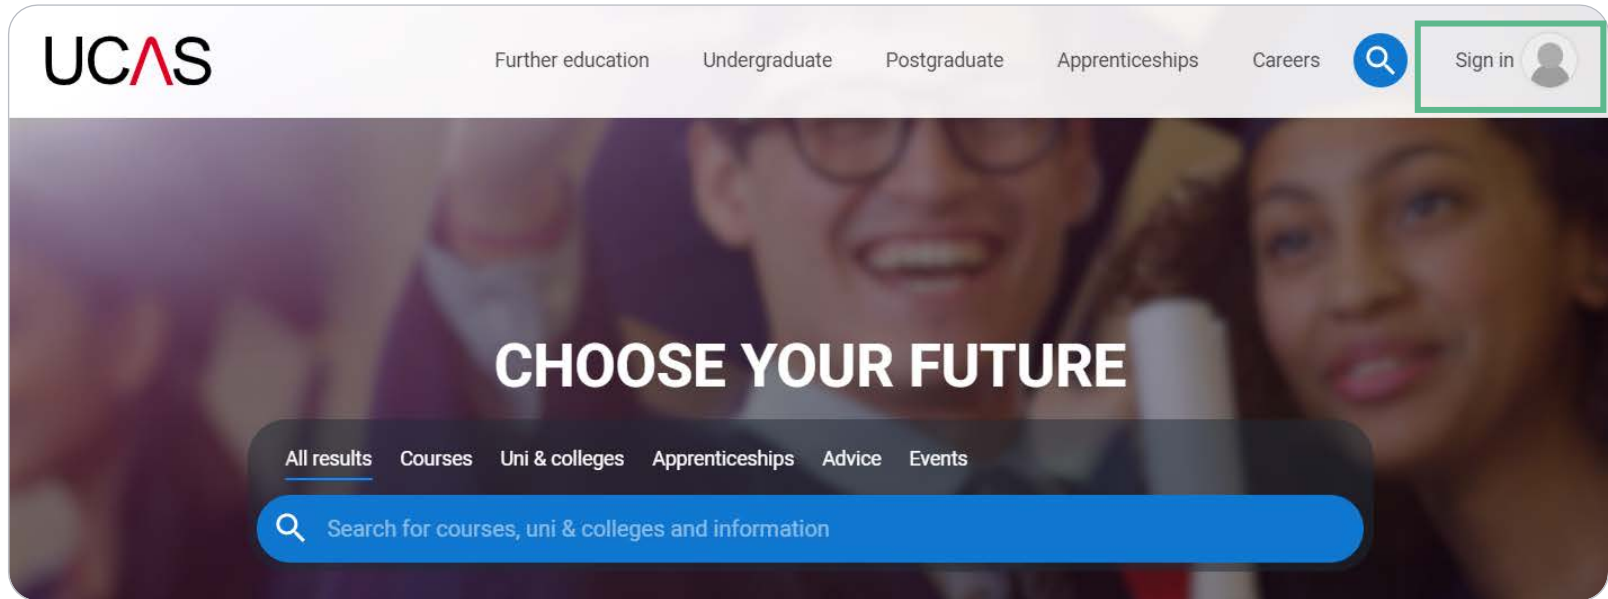 UCAS
Further education Undergraduate Postgraduate Apprenticeships Careers Sign in
CHOOSE YOUR FUTURE
All results Courses Uni & colleges Apprenticeships Advice Events
Search for courses, uni & colleges and information